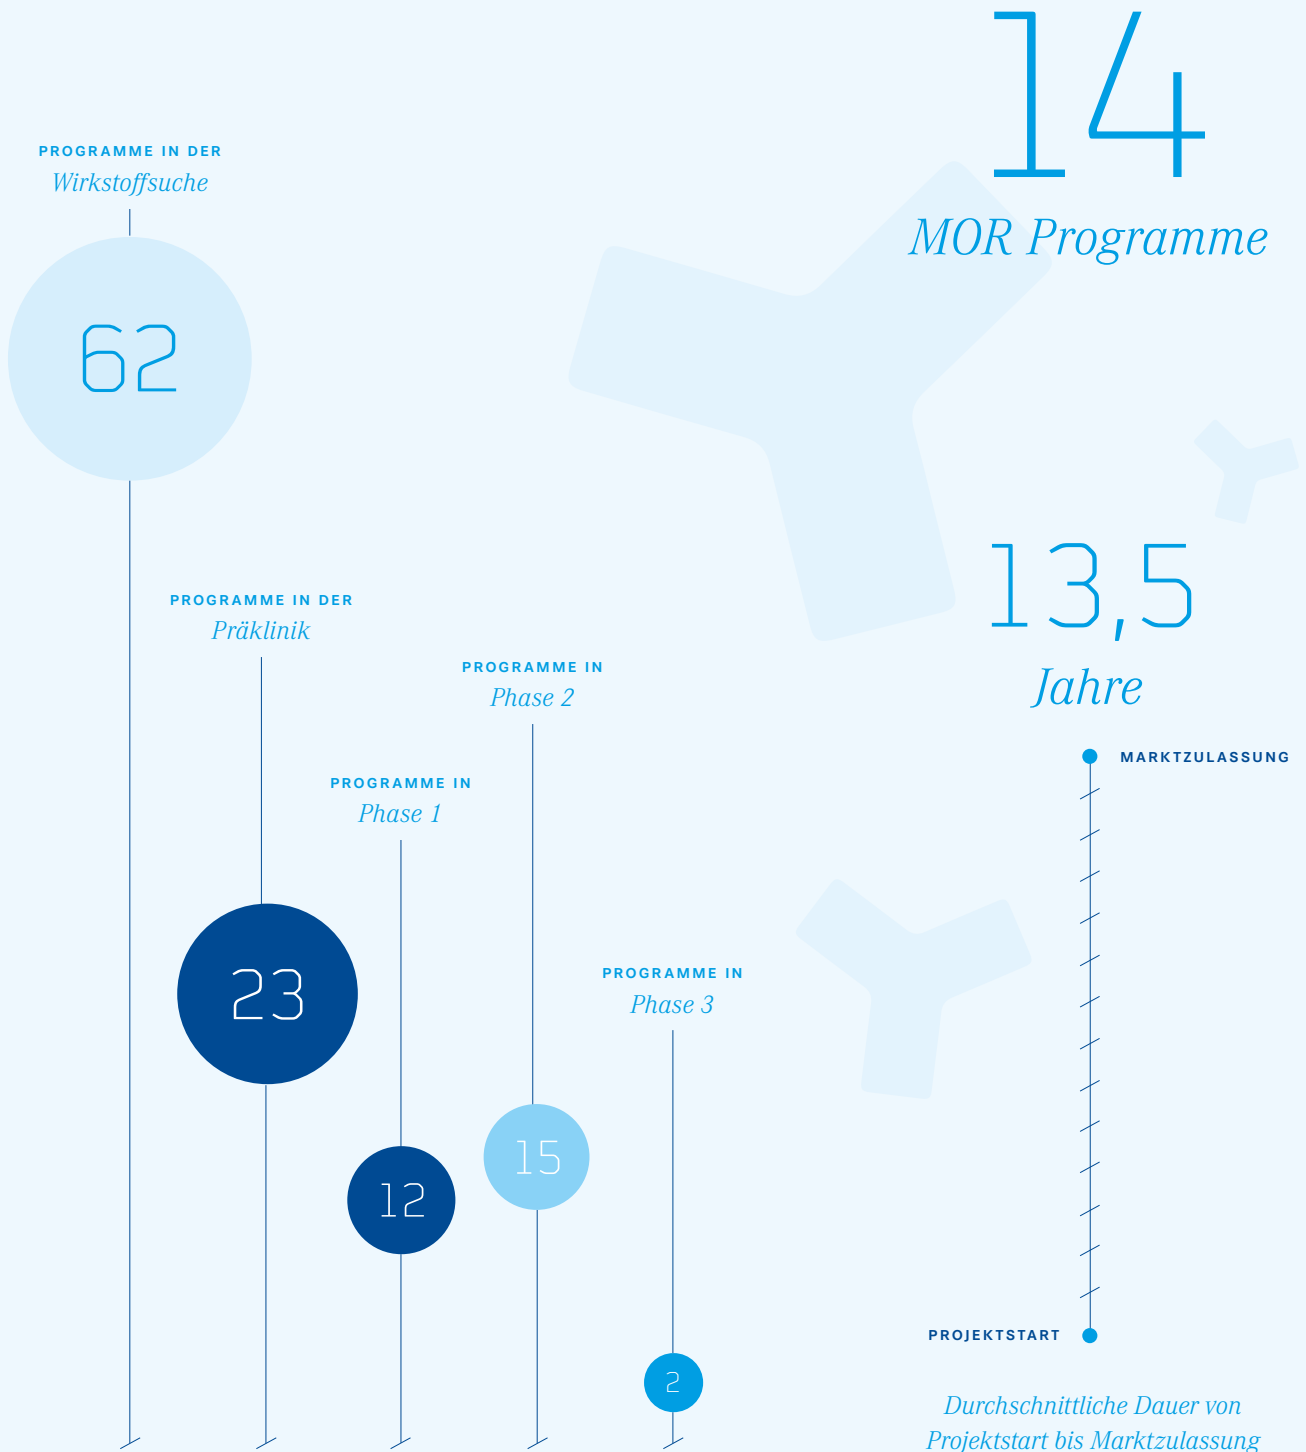 14
MOR Programme
PROGRAMME IN DER
Wirkstoffsuche
62
PROGRAMME IN DER
Präklinik
23
PROGRAMME IN
Phase 1
12
PROGRAMME IN
Phase 2
15
PROGRAMME IN
Phase 3
2
13,5
Jahre
MARKTZULASSUNG
PROJEKTSTART
Durchschnittliche Dauer von
Projektstart bis Marktzulassung